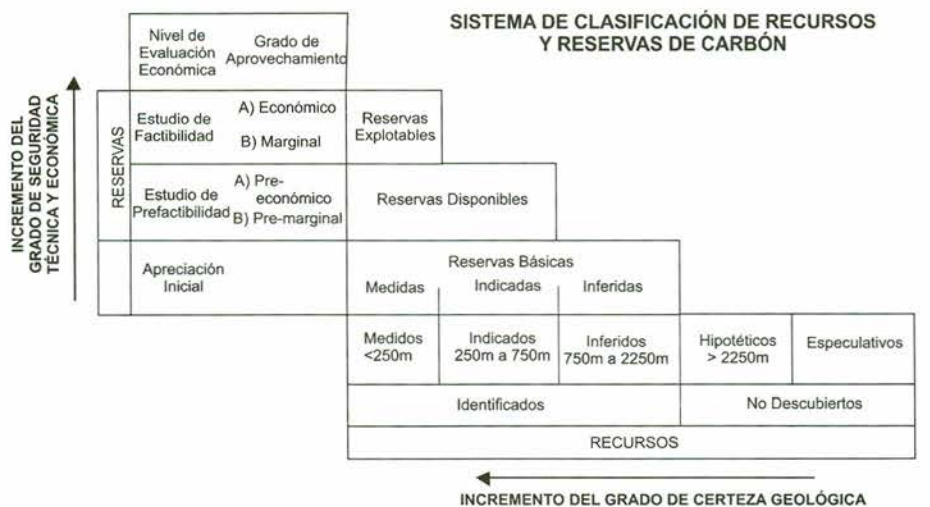 SISTEMA DE CLASIFICACIÓN DE RECURSOS
Y RESERVAS DE CARBÓN
Nivel de
Evaluación
Económica
Grado de
Aprovechamiento
INCREMENTO DEL
GRADO DE SEGURIDAD
TÉCNICA Y ECONÓMICA
RESERVAS
Estudio de
Factibilidad
A) Económico
B) Marginal
Reservas
Explotables
Estudio de
Prefactibilidad
A) Pre-
económico
B) Pre-marginal
Reservas Disponibles
Apreciación
Inicial
Reservas Básicas
Medidas
Indicadas
Inferidas
Medidos
<250m
Indicados
250m a 750m
Inferidos
750m a 2250m
Hipotéticos
> 2250m
Especulativos
Identificados
No Descubiertos
RECURSOS
INCREMENTO DEL GRADO DE CERTEZA GEOLÓGICA